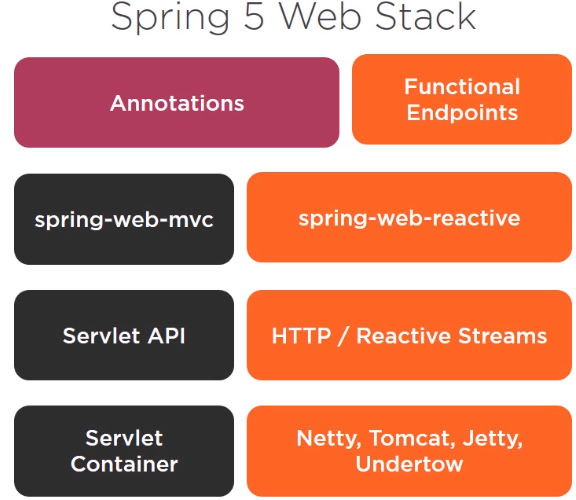 Spring 5 Web Stack
Annotations
Functional
Endpoints
spring-web-mvc
spring-web-reactive
Servlet API
HTTP / Reactive Streams
Servlet
Container
Netty, Tomcat, Jetty,
Undertow